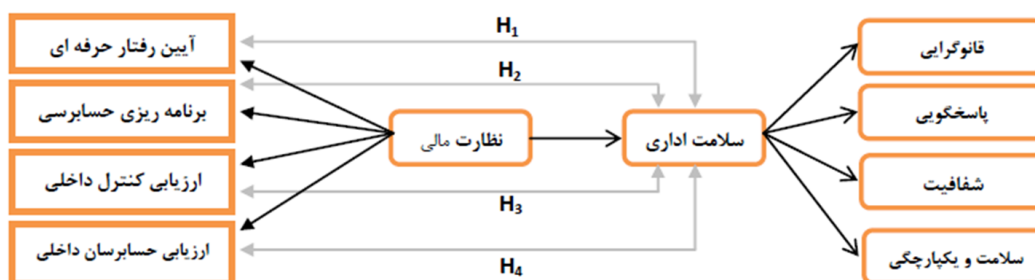 آیین رفتار حرفه ای
برنامه ریزی حسابرسی
ارزیابی کنترل داخلی
ارزیابی حسابرسان داخلی
H1
H2
نظارت مالی
سلامت اداری
H3
H4
قانوگرایی
پاسخگویی
شفافیت
سلامت و یکپارچگی